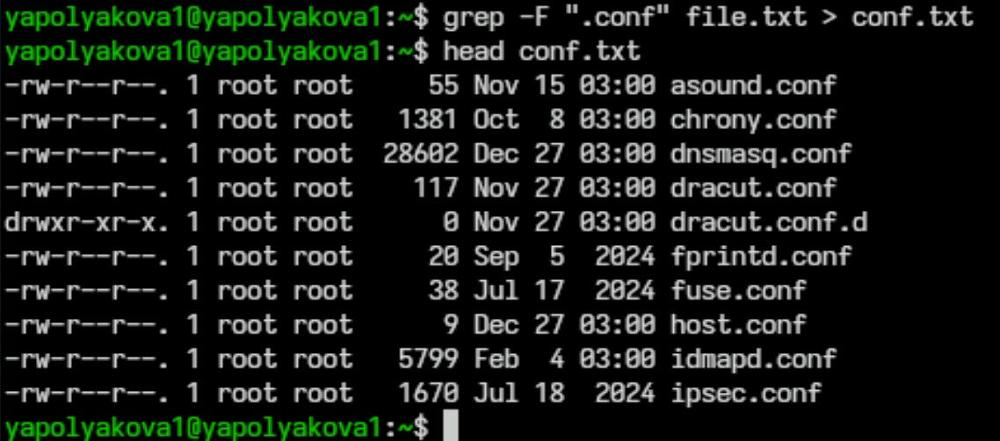 yapolyakova1@yapolyakova1:~$ grep -F ".conf" file.txt > conf.txt
yapolyakova1@yapolyakova1:~$ head conf.txt
-rw-r--r--. 1 root root     55 Nov 15 03:00 asound.conf
-rw-r--r--. 1 root root   1381 Oct  8 03:00 chrony.conf
-rw-r--r--. 1 root root  28602 Dec 27 03:00 dnsmasq.conf
-rw-r--r--. 1 root root    117 Nov 27 03:00 dracut.conf
drwxr-xr-x. 1 root root      0 Nov 27 03:00 dracut.conf.d
-rw-r--r--. 1 root root     20 Sep  5  2024 fprintd.conf
-rw-r--r--. 1 root root     38 Jul 17  2024 fuse.conf
-rw-r--r--. 1 root root      9 Dec 27 03:00 host.conf
-rw-r--r--. 1 root root   5799 Feb  4 03:00 idmapd.conf
-rw-r--r--. 1 root root   1670 Jul 18  2024 ipsec.conf
yapolyakova1@yapolyakova1:~$